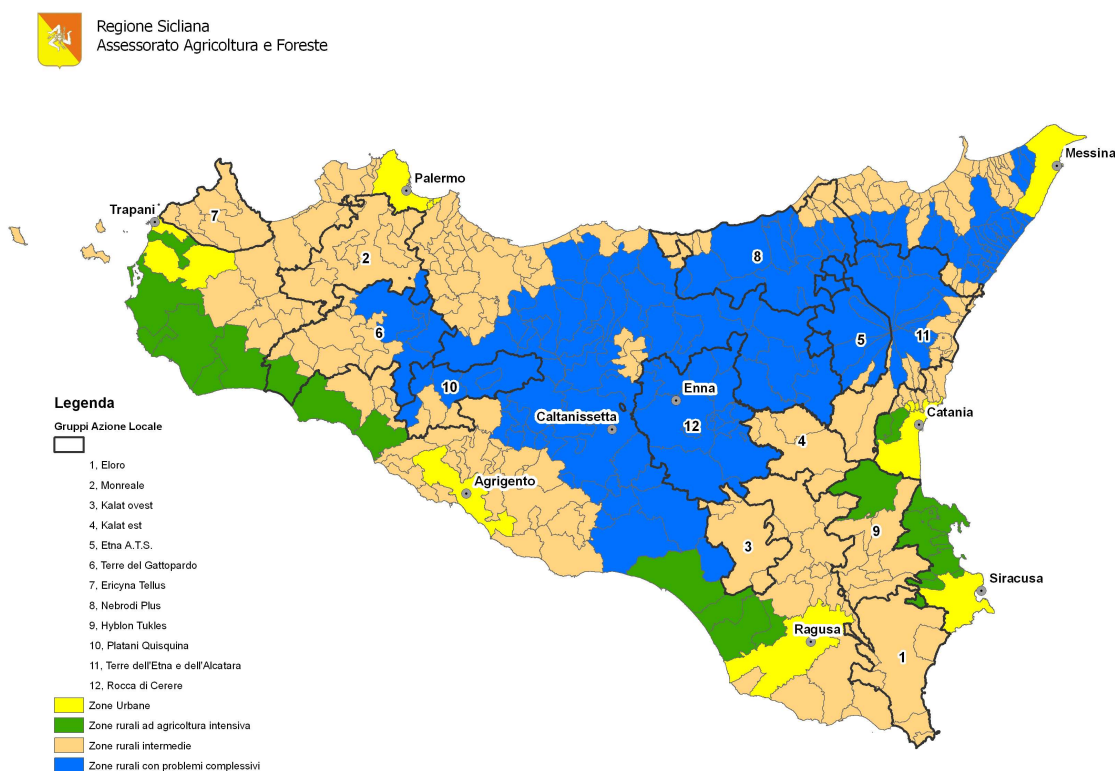 Regione Sicliana
Assessorato Agricoltura e Foreste
Messina
Palermo
Trapani
7
2
8
6
5
11
10
Enna
Caltanissetta
12
Catania
4
Agrigento
9
3
Siracusa
Ragusa
1
Legenda
Gruppi Azione Locale
1, Eloro
2, Monreale
3, Kalat ovest
4, Kalat est
5, Etna A.T.S.
6, Terre del Gattopardo
7, Ericyna Tellus
8, Nebrodi Plus
9, Hyblon Tukles
10, Platani Quisquina
11, Terre dell'Etna e dell'Alcatara
12, Rocca di Cerere
Zone Urbane
Zone rurali ad agricoltura intensiva
Zone rurali intermedie
Zone rurali con problemi complessivi